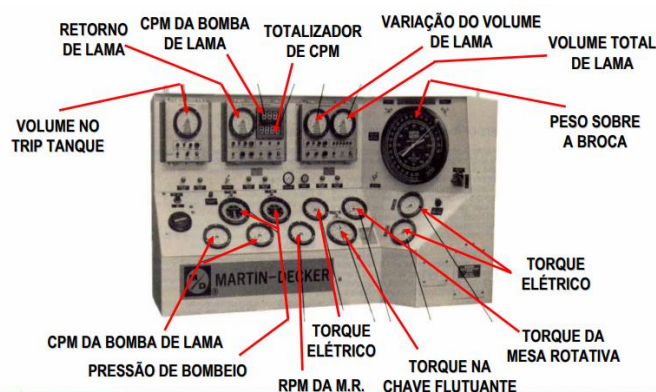 RETORNO
DE LAMA
CPM DA BOMBA
DE LAMA
TOTALIZADOR
DE CPM
VARIAÇÃO DO VOLUME
DE LAMA
VOLUME TOTAL
DE LAMA
VOLUME NO
TRIP TANQUE
PESO SOBRE
A BROCA
MARTIN-DECKER
TORQUE
ELÉTRICO
CPM DA BOMBA DE LAMA
PRESSÃO DE BOMBEIO
TORQUE
ELÉTRICO
RPM DA M.R.
TORQUE NA
CHAVE FLUTUANTE
TORQUE DA
MESA ROTATIVA